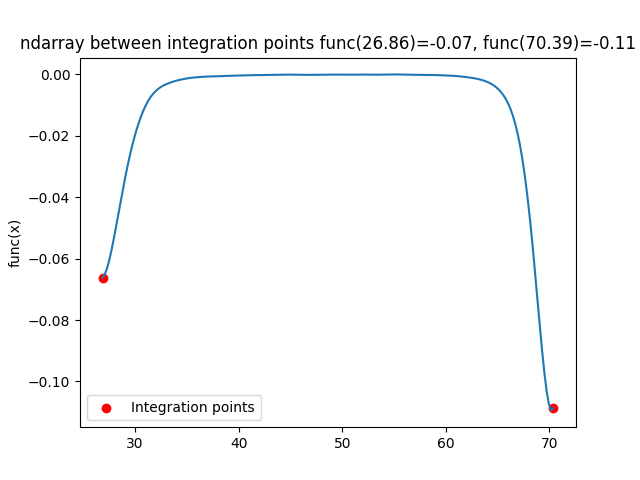 ndarray between integration points func(26.86)=-0.07, func(70.39)=-0.11
0.00
−0.02
−0.04
−0.06
−0.08
−0.10
func(x)
Integration points
30 40 50 60 70